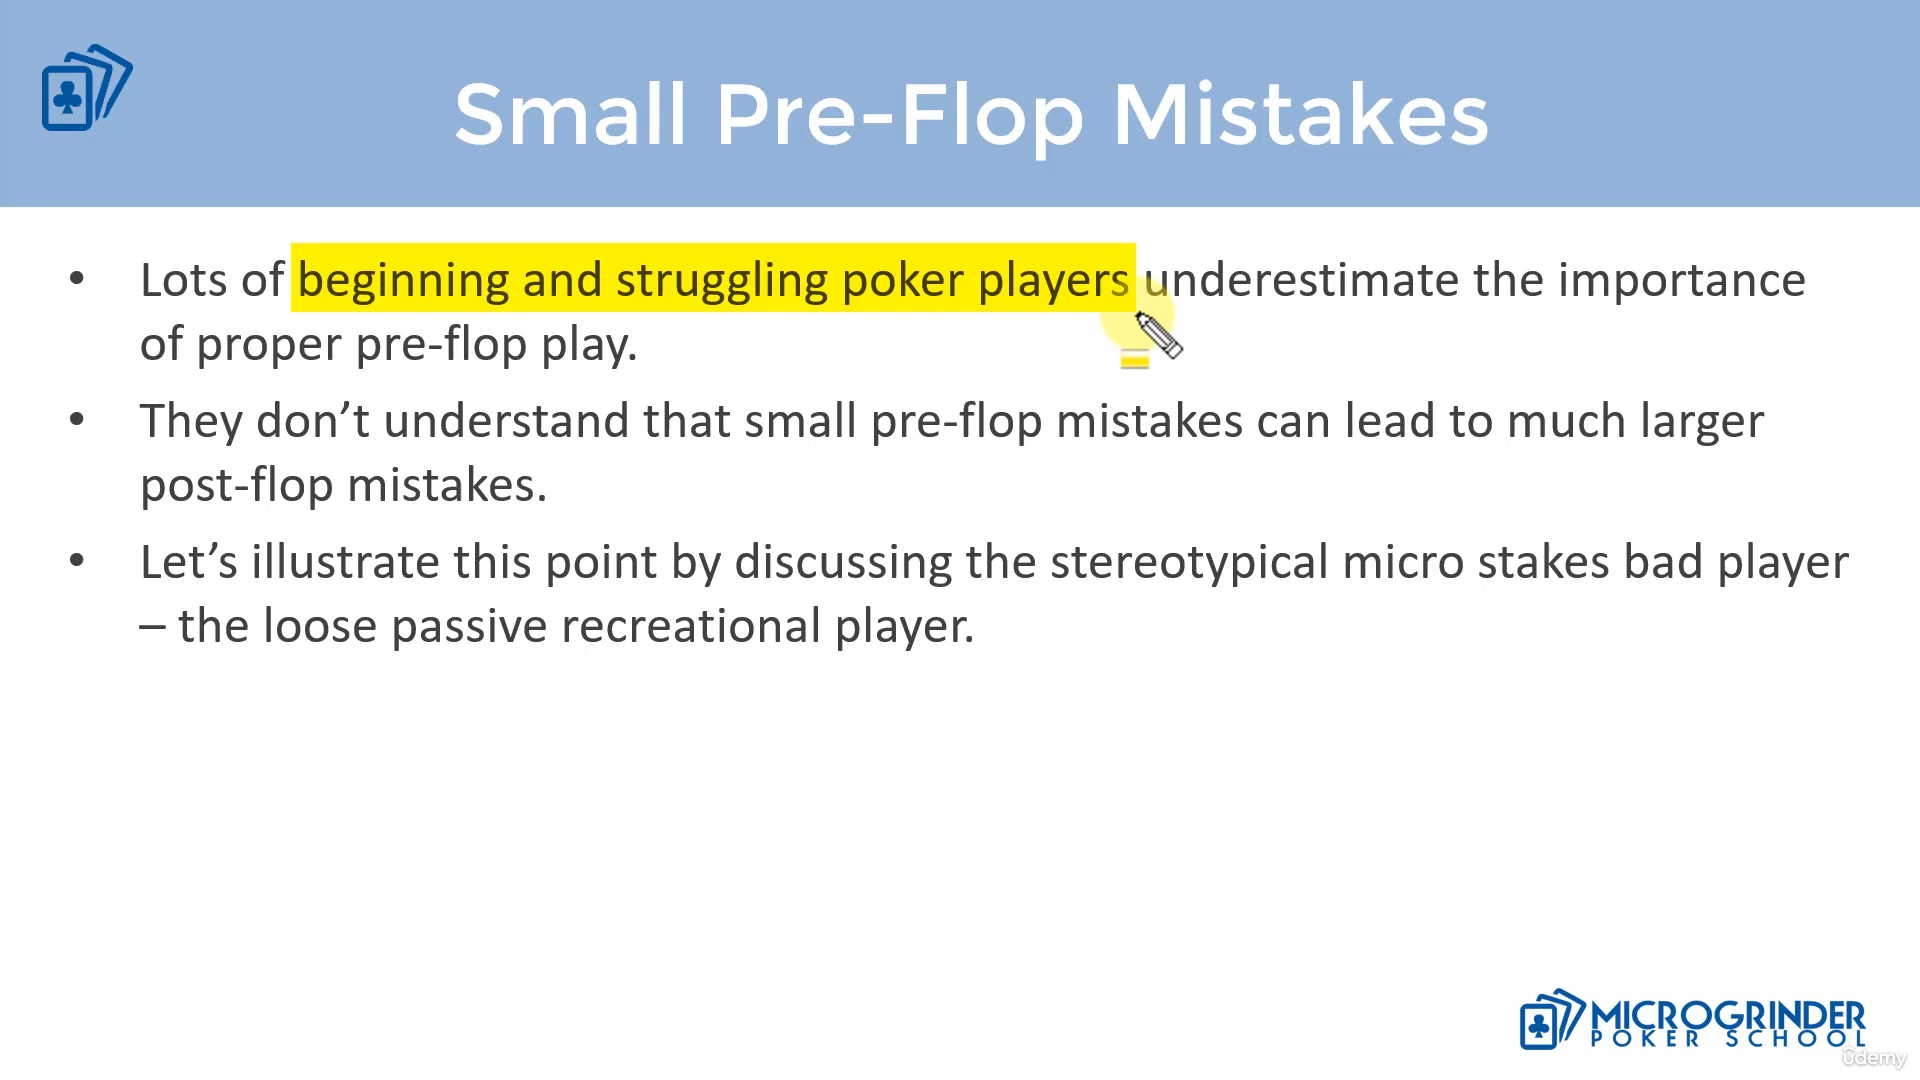 Small Pre-Flop Mistakes
• Lots of beginning and struggling poker players underestimate the importance
of proper pre-flop play.
• They don’t understand that small pre-flop mistakes can lead to much larger
post-flop mistakes.
• Let’s illustrate this point by discussing the stereotypical micro stakes bad player
– the loose passive recreational player.
MICROGRINDER
POKER SCHOOL
ûdemy